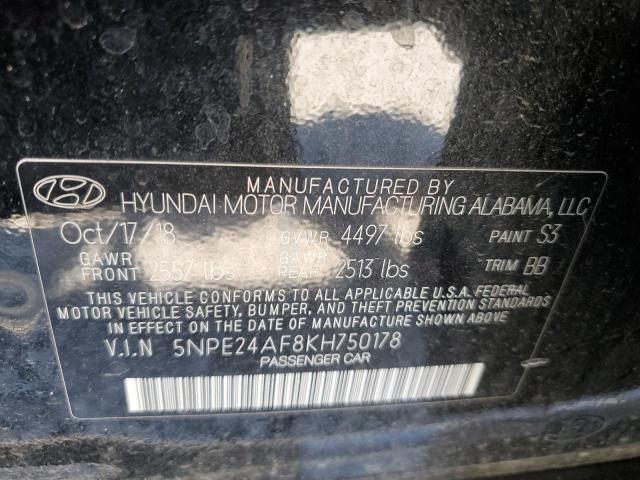 MANUFACTURED BY
HYUNDAI MOTOR MANUFACTURING ALABAMA, LLC
Oct/17/18 GVWR 4497 lbs PAINT S3
GAWR FRONT 2557 lbs GAWR REAR 2513 lbs TRIM BB
THIS VEHICLE CONFORMS TO ALL APPLICABLE U.S.A. FEDERAL
MOTOR VEHICLE SAFETY, BUMPER, AND THEFT PREVENTION STANDARDS
IN EFFECT ON THE DATE OF MANUFACTURE SHOWN ABOVE.
V.I.N 5NPE24AF8KH750178
PASSENGER CAR